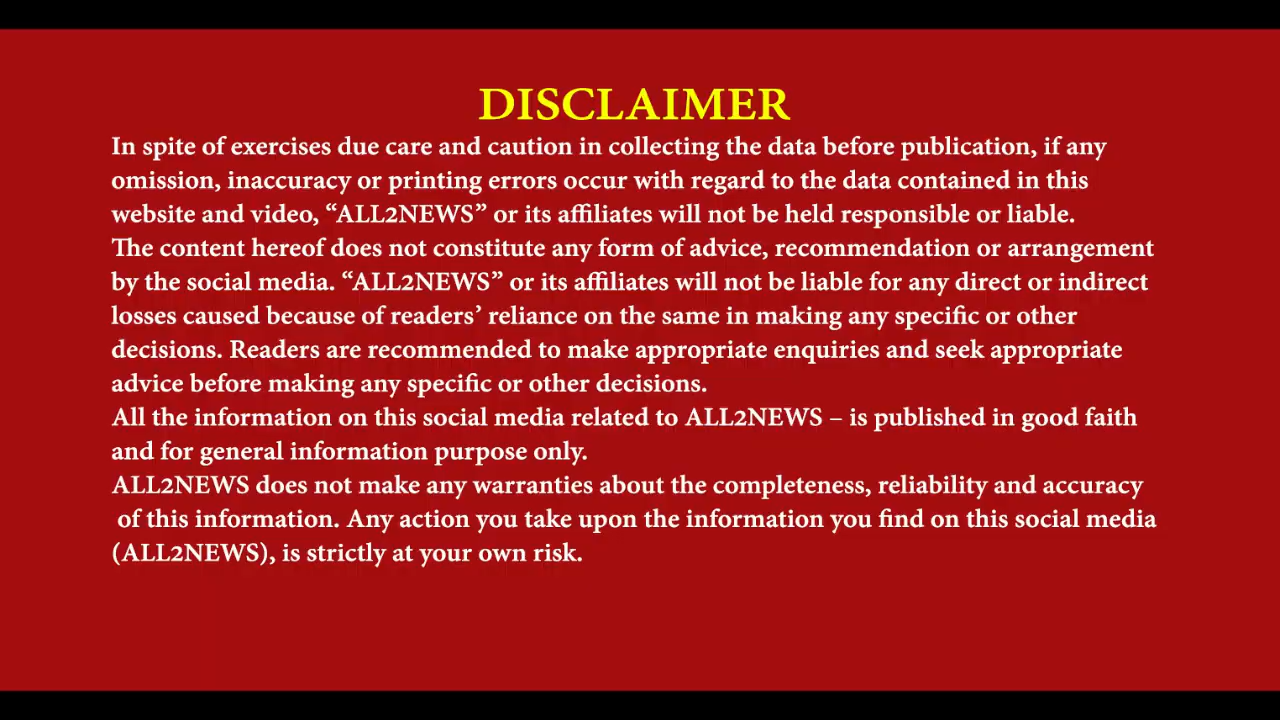 DISCLAIMER
In spite of exercises due care and caution in collecting the data before publication, if any
omission, inaccuracy or printing errors occur with regard to the data contained in this
website and video, “ALL2NEWS” or its affiliates will not be held responsible or liable.
The content hereof does not constitute any form of advice, recommendation or arrangement
by the social media. “ALL2NEWS” or its affiliates will not be liable for any direct or indirect
losses caused because of readers’ reliance on the same in making any specific or other
decisions. Readers are recommended to make appropriate enquiries and seek appropriate
advice before making any specific or other decisions.
All the information on this social media related to ALL2NEWS – is published in good faith
and for general information purpose only.
ALL2NEWS does not make any warranties about the completeness, reliability and accuracy
of this information. Any action you take upon the information you find on this social media
(ALL2NEWS), is strictly at your own risk.